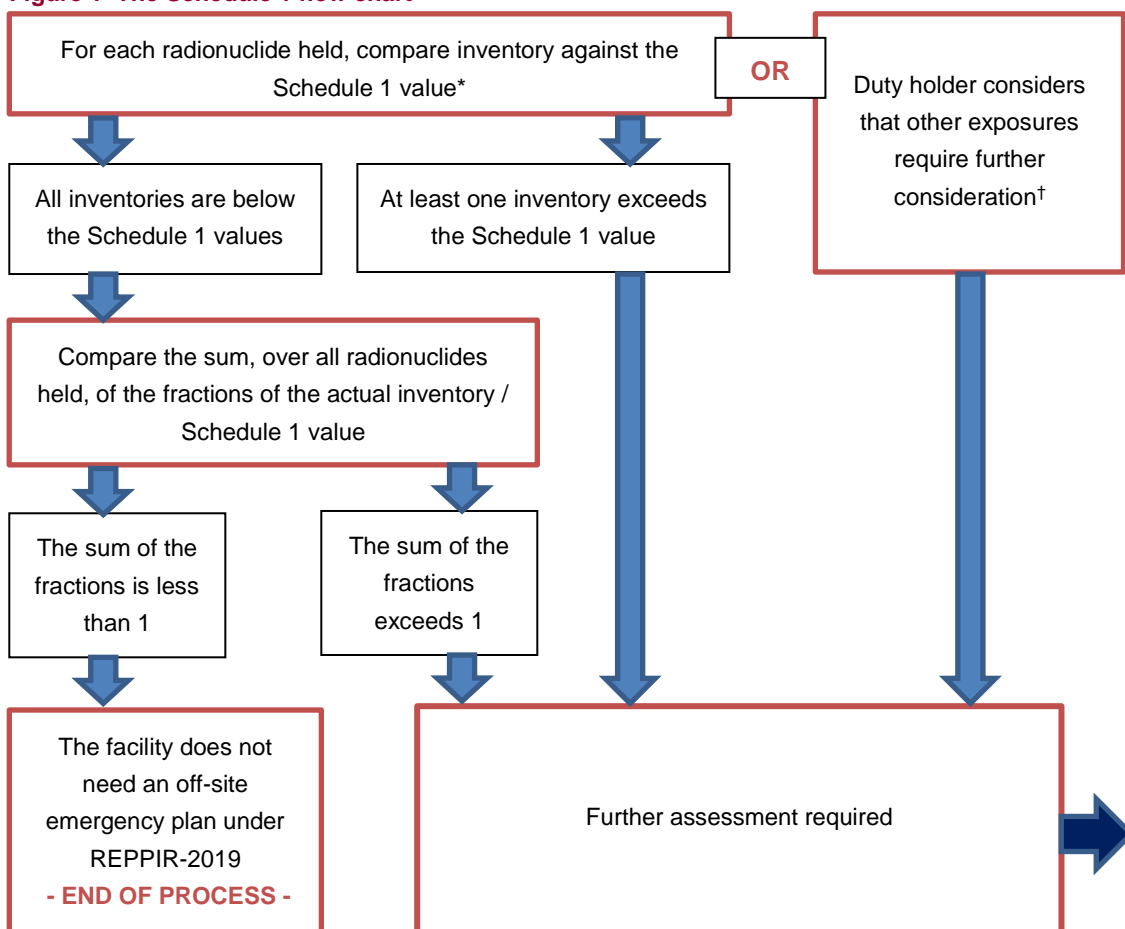 For each radionuclide held, compare inventory against the
Schedule 1 value*
OR
Duty holder considers
that other exposures
require further
consideration†
All inventories are below
the Schedule 1 values
At least one inventory exceeds
the Schedule 1 value
Compare the sum, over all radionuclides
held, of the fractions of the actual inventory /
Schedule 1 value
The sum of the
fractions is less
than 1
The sum of the
fractions
exceeds 1
The facility does not
need an off-site
emergency plan under
REPPIR-2019
- END OF PROCESS -
Further assessment required